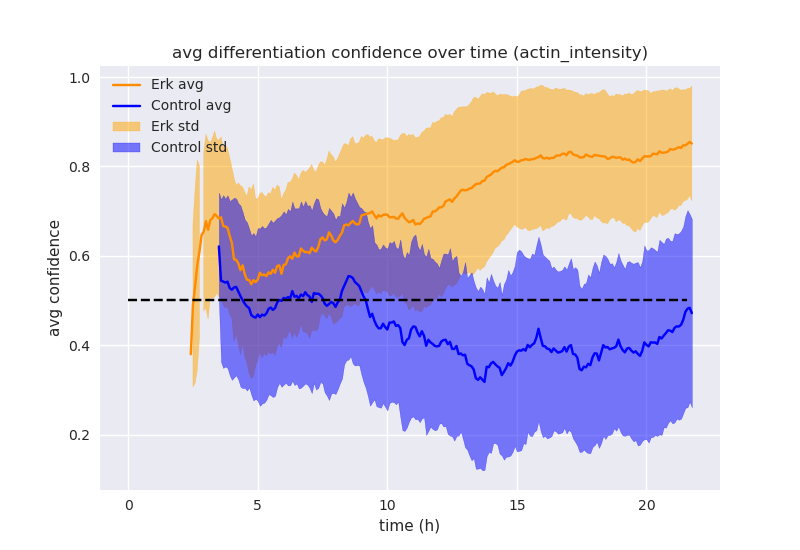 avg differentiation confidence over time (actin_intensity)
Erk avg
Control avg
Erk std
Control std
1.0
0.8
0.6
0.4
0.2
avg confidence
0
5
10
15
20
time (h)